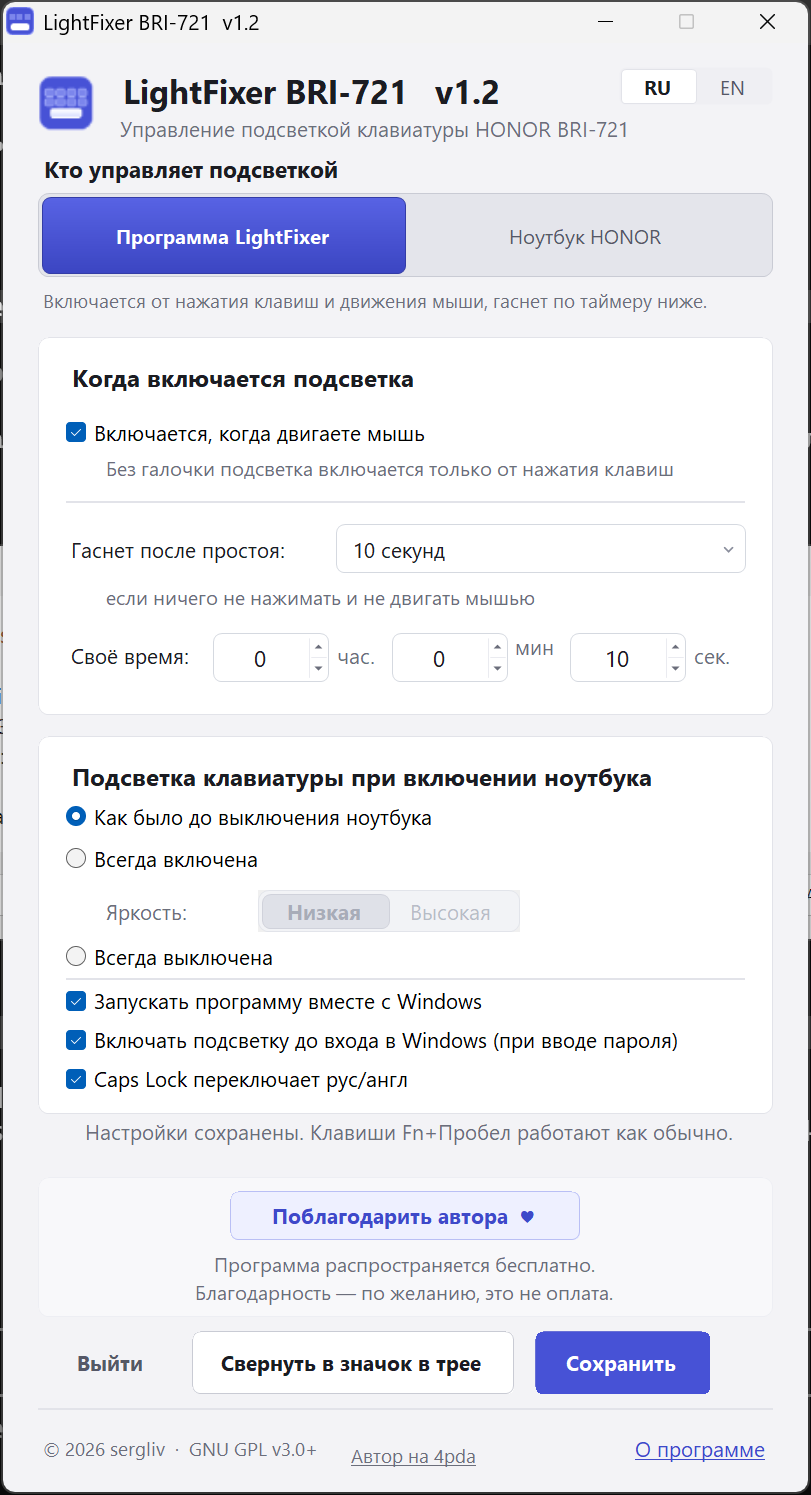 LightFixer BRI-721 v1.2
LightFixer BRI-721 v1.2
RU EN
Управление подсветкой клавиатуры HONOR BRI-721
Кто управляет подсветкой
Программа LightFixer Ноутбук HONOR
Включается от нажатия клавиш и движения мыши, гаснет по таймеру ниже.
Когда включается подсветка
Включается, когда двигаете мышь
Без галочки подсветка включается только от нажатия клавиш
Гаснет после простоя: 10 секунд
если ничего не нажимать и не двигать мышью
Своё время: 0 час. 0 мин 10 сек.
Подсветка клавиатуры при включении ноутбука
Как было до выключения ноутбука
Всегда включена
Яркость: Низкая Высокая
Всегда выключена
Запускать программу вместе с Windows
Включать подсветку до входа в Windows (при вводе пароля)
Caps Lock переключает рус/англ
Настройки сохранены. Клавиши Fn+Пробел работают как обычно.
Поблагодарить автора ♥
Программа распространяется бесплатно.
Благодарность — по желанию, это не оплата.
Выйти Свернуть в значок в трее Сохранить
© 2026 sergliv · GNU GPL v3.0+ Автор на 4pda О программе